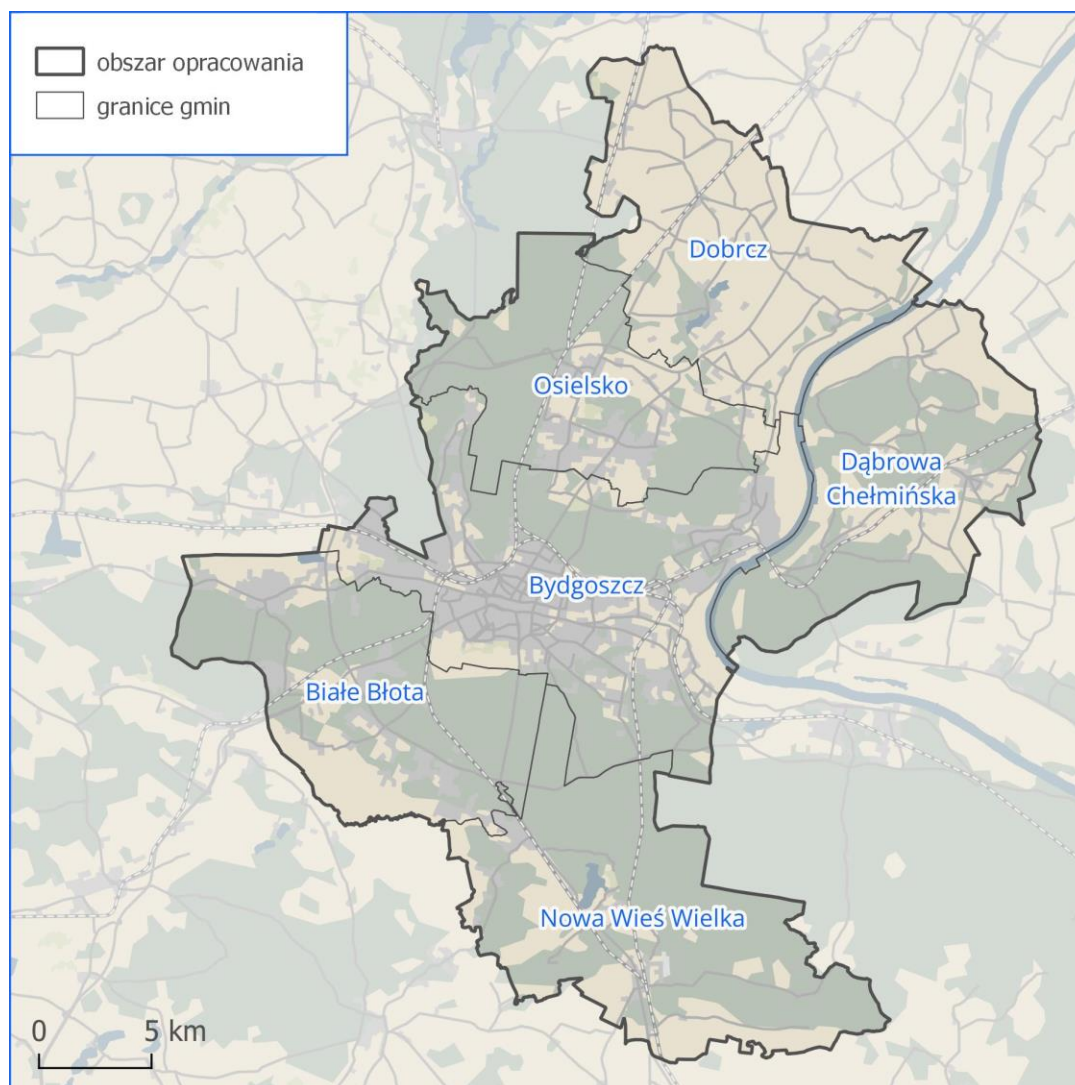 obszar opracowania
granice gmin
Dobrcz
Osielsko
Dąbrowa
Chełmińska
Bydgoszcz
Białe Błota
Nowa Wieś Wielka
0 5 km